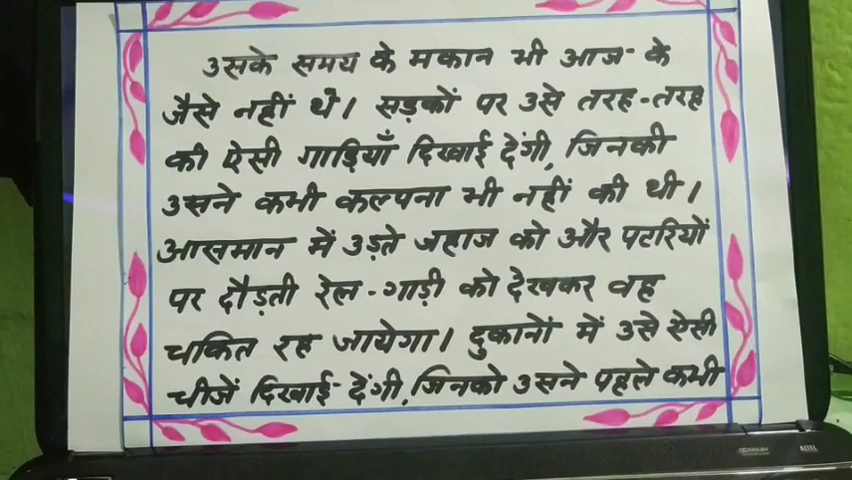 उसके समय के मकान भी आज के
जैसे नहीं थे। सड़कों पर उसे तरह-तरह
की ऐसी गाड़ियाँ दिखाई देंगी, जिनकी
उसने कभी कल्पना भी नहीं की थी।
आसमान में उड़ते जहाज को और पटरियों
पर दौड़ती रेल-गाड़ी को देखकर वह
चकित रह जायेगा। दुकानों में उसे ऐसी
चीजें दिखाई देंगी, जिनको उसने पहले कभी